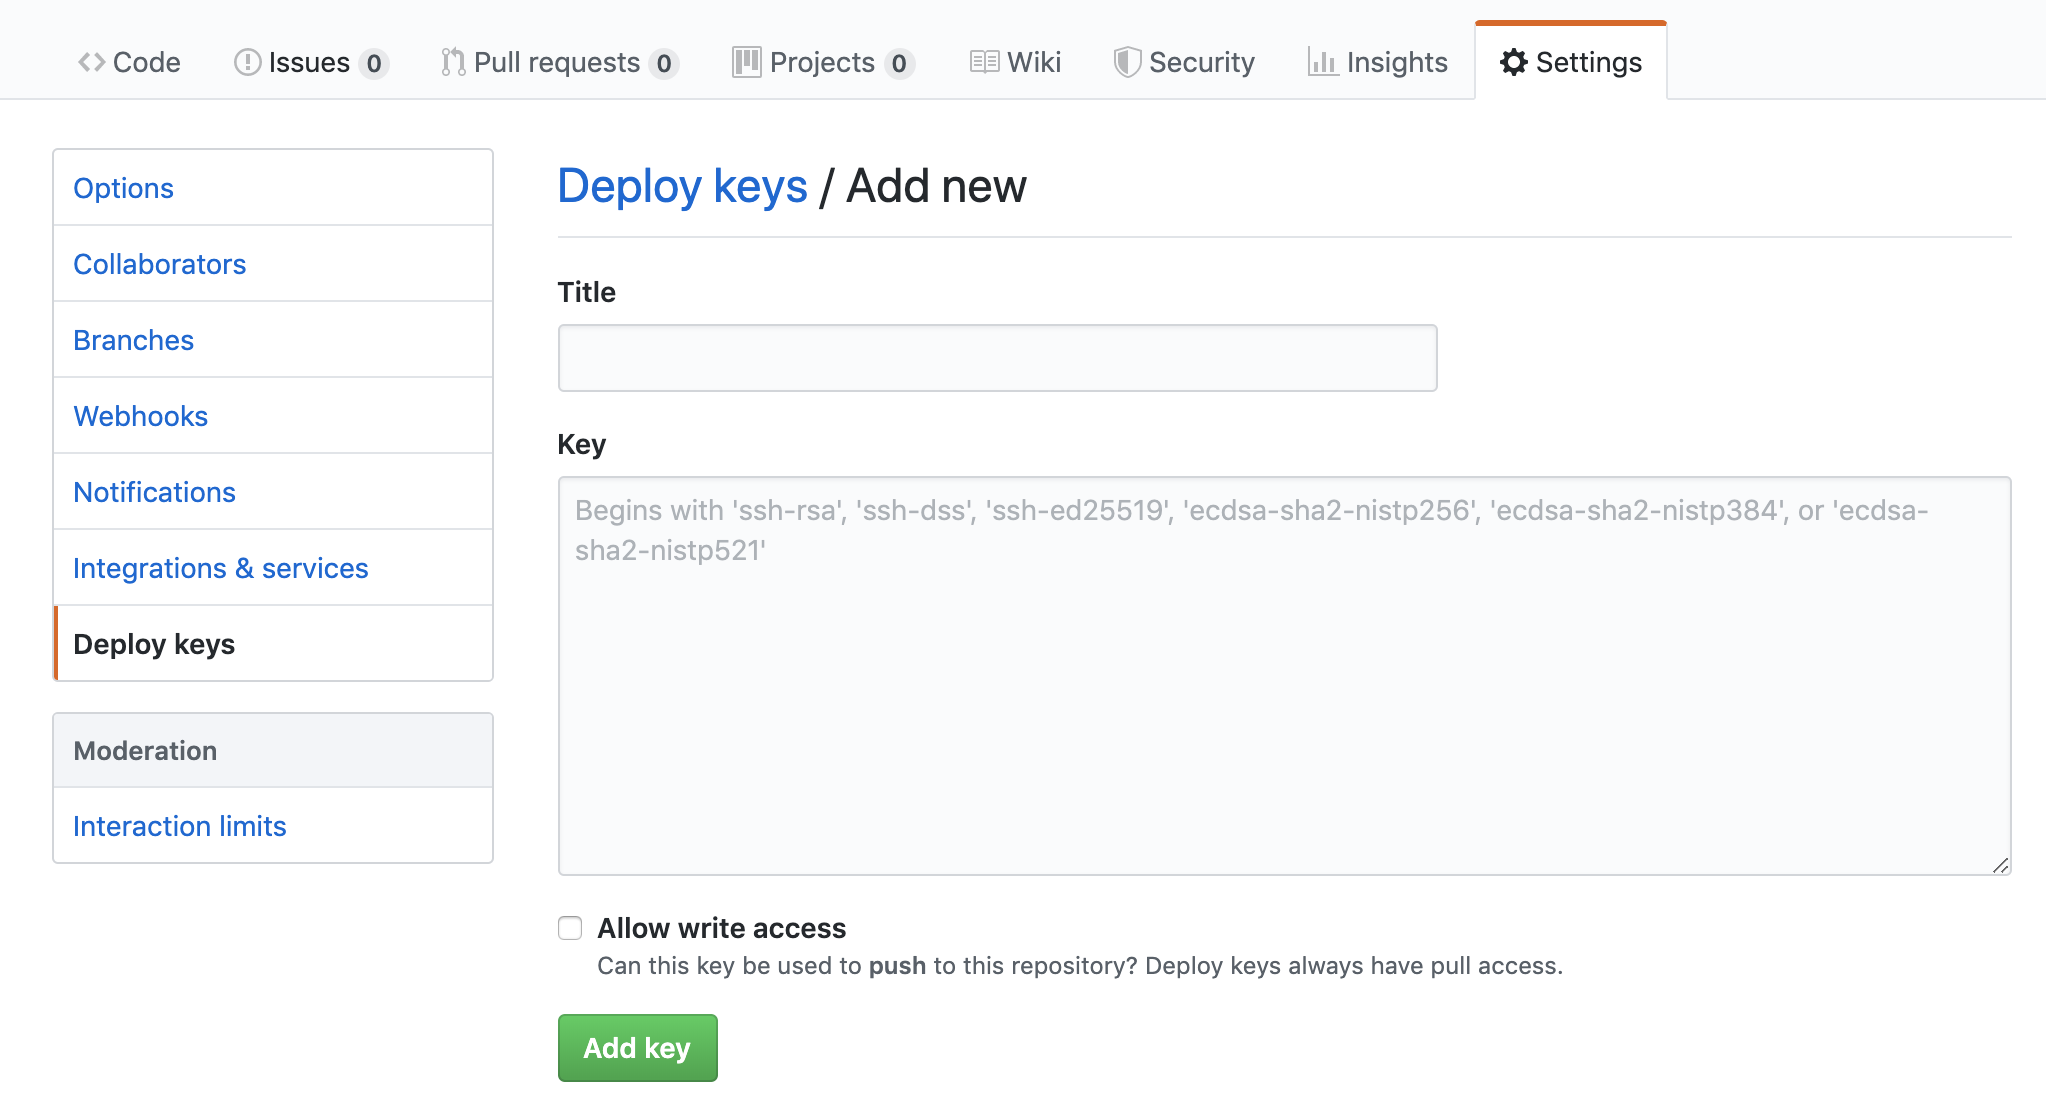 Code Issues 0 Pull requests 0 Projects 0 Wiki Security Insights Settings
Options
Collaborators
Branches
Webhooks
Notifications
Integrations & services
Deploy keys
Moderation
Interaction limits
Deploy keys / Add new
Title
Key
Begins with 'ssh-rsa', 'ssh-dss', 'ssh-ed25519', 'ecdsa-sha2-nistp256', 'ecdsa-sha2-nistp384', or 'ecdsa-
sha2-nistp521'
Allow write access
Can this key be used to push to this repository? Deploy keys always have pull access.
Add key